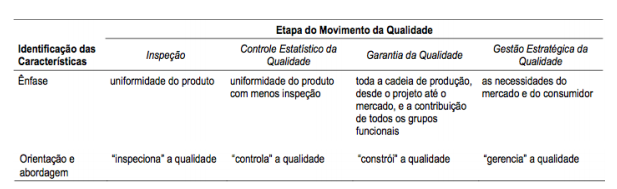 Etapa do Movimento da Qualidade
Identificação das Características
Inspeção
Controle Estatístico da Qualidade
Garantia da Qualidade
Gestão Estratégica da Qualidade
Ênfase
uniformidade do produto
uniformidade do produto com menos inspeção
toda a cadeia de produção, desde o projeto até o mercado, e a contribuição de todos os grupos funcionais
as necessidades do mercado e do consumidor
Orientação e abordagem
“inspeciona” a qualidade
“controla” a qualidade
“constrói” a qualidade
“gerencia” a qualidade